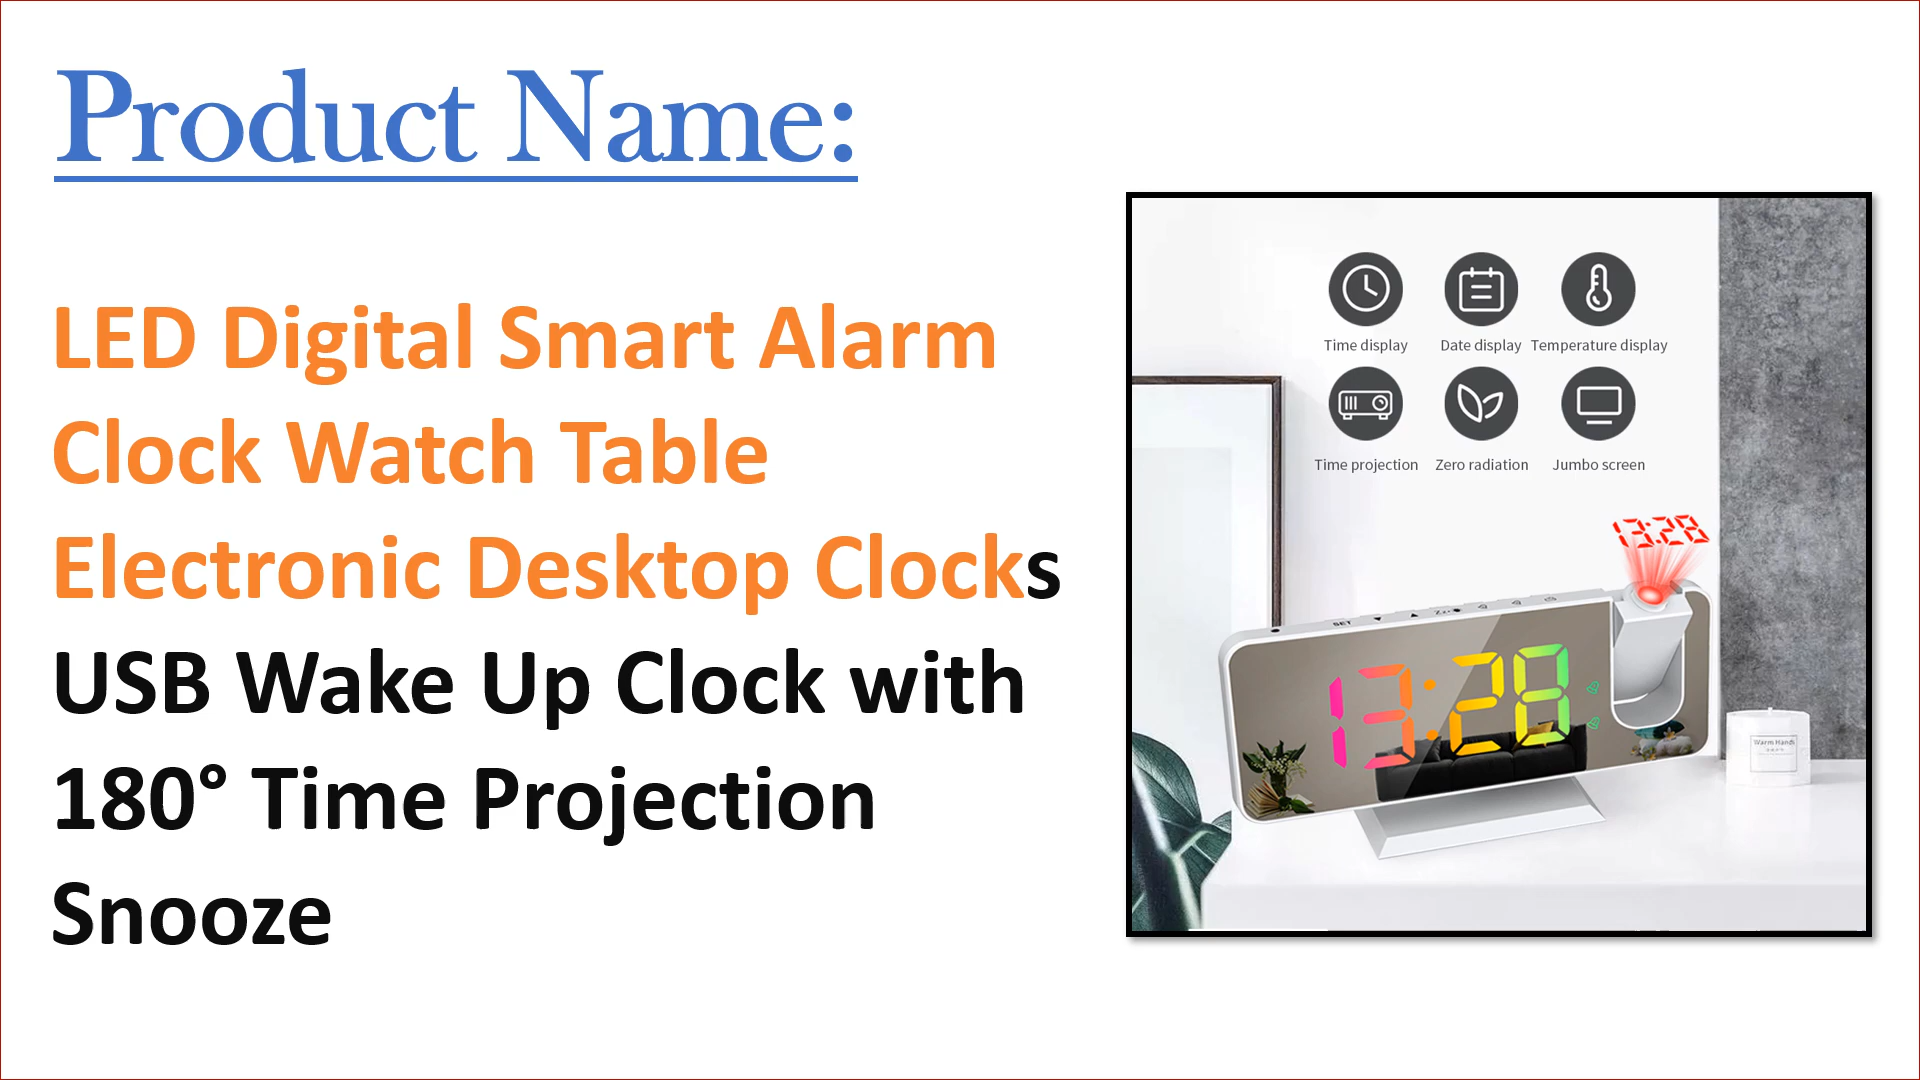 Product Name:
LED Digital Smart Alarm
Clock Watch Table
Electronic Desktop Clocks
USB Wake Up Clock with
180° Time Projection
Snooze
Time display Date display Temperature display
Time projection Zero radiation Jumbo screen
13:28
SET
13:28
Warm Hands